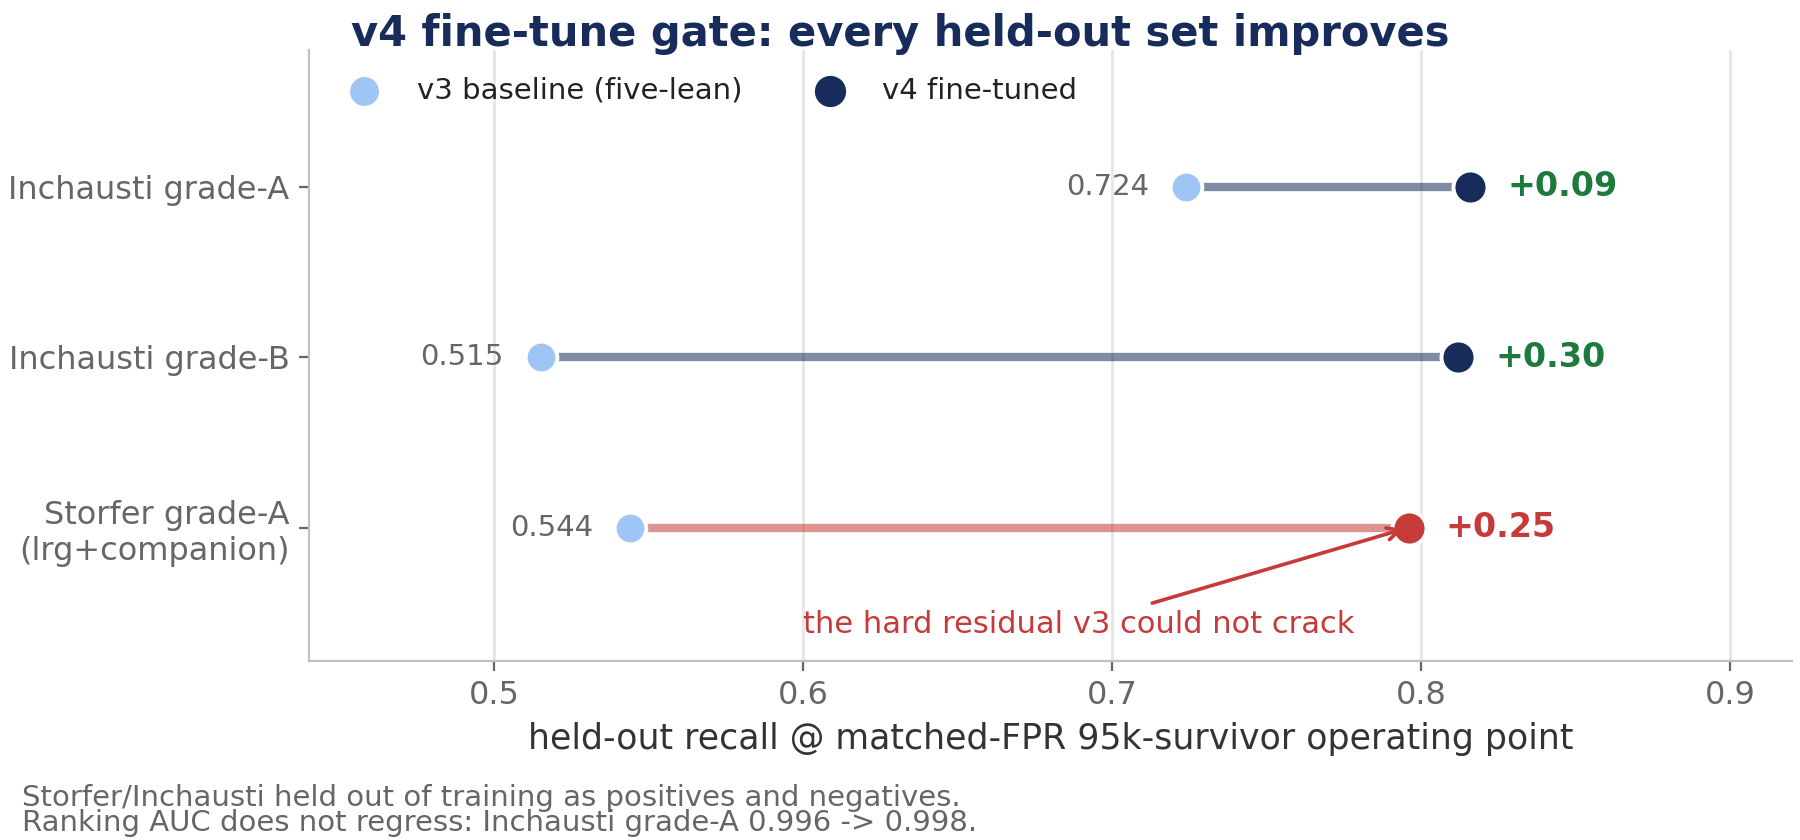 v4 fine-tune gate: every held-out set improves
v3 baseline (five-lean)
v4 fine-tuned
Inchausti grade-A
0.724
+0.09
Inchausti grade-B
0.515
+0.30
Storfer grade-A
(lrg+companion)
0.544
+0.25
the hard residual v3 could not crack
0.5
0.6
0.7
0.8
0.9
held-out recall @ matched-FPR 95k-survivor operating point
Storfer/Inchausti held out of training as positives and negatives.
Ranking AUC does not regress: Inchausti grade-A 0.996 -> 0.998.